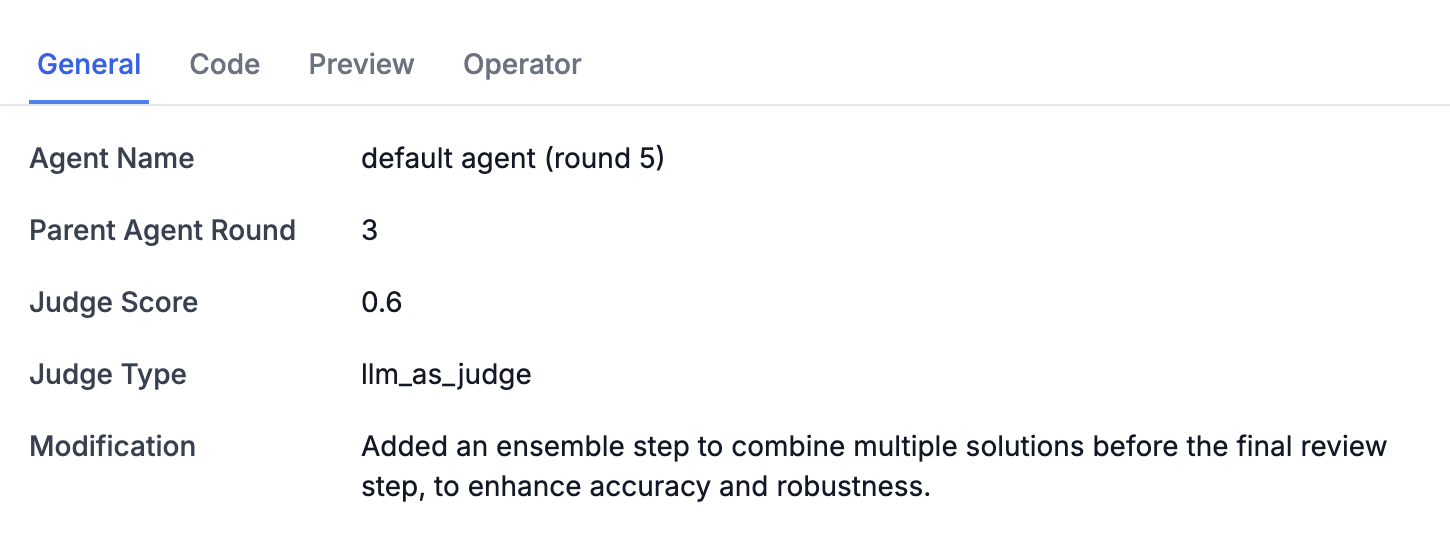 General Code Preview Operator
Agent Name default agent (round 5)
Parent Agent Round 3
Judge Score 0.6
Judge Type llm_as_judge
Modification Added an ensemble step to combine multiple solutions before the final review
step, to enhance accuracy and robustness.